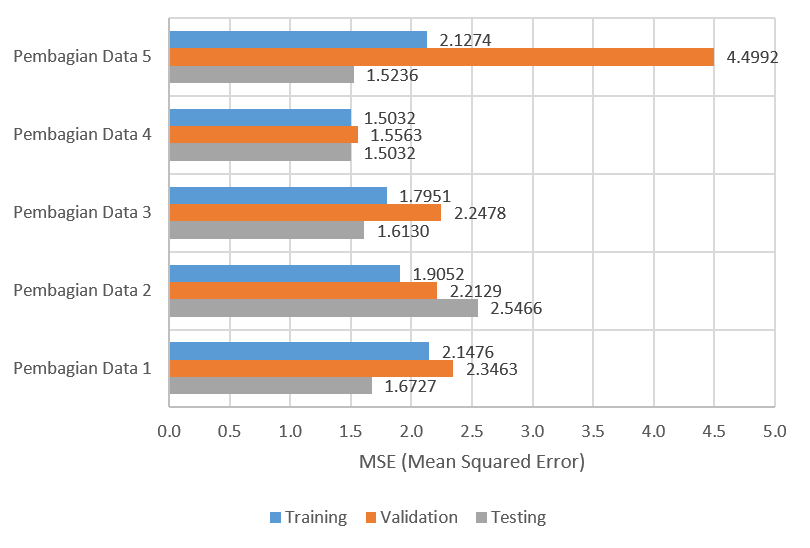 Pembagian Data 5
2.1274
4.4992
1.5236
Pembagian Data 4
1.5032
1.5563
1.5032
Pembagian Data 3
1.7951
2.2478
1.6130
Pembagian Data 2
1.9052
2.2129
2.5466
Pembagian Data 1
2.1476
2.3463
1.6727
0.0 0.5 1.0 1.5 2.0 2.5 3.0 3.5 4.0 4.5 5.0
MSE (Mean Squared Error)
Training Validation Testing